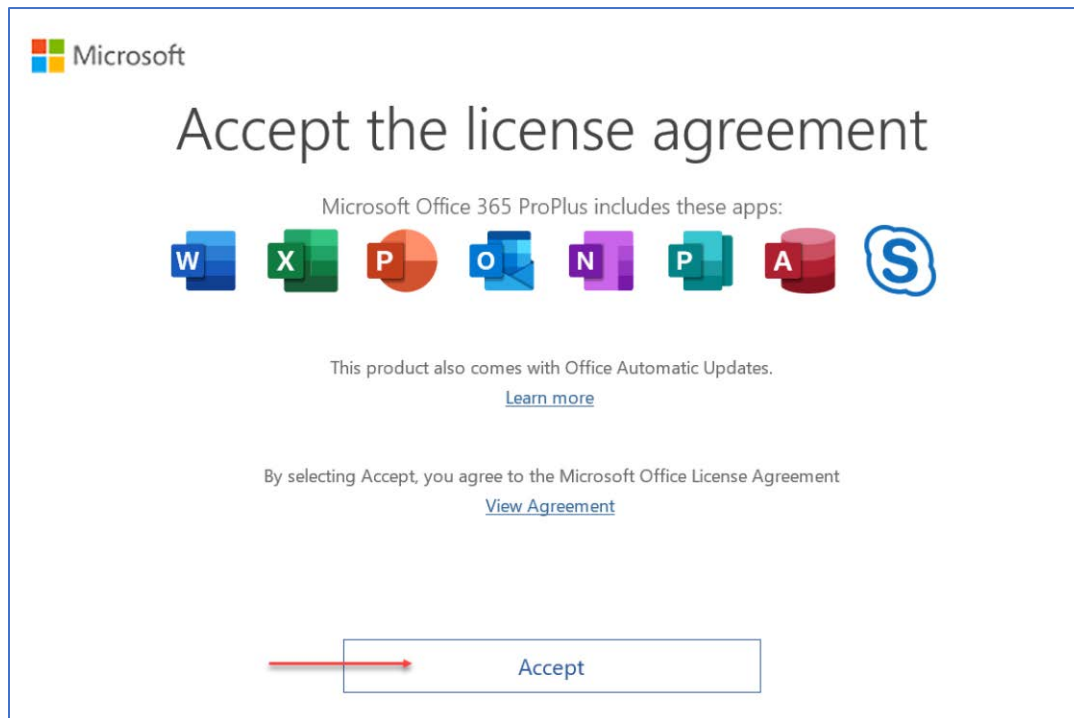 Microsoft
Accept the license agreement
Microsoft Office 365 ProPlus includes these apps:
W X P O N P A S
This product also comes with Office Automatic Updates.
Learn more
By selecting Accept, you agree to the Microsoft Office License Agreement
View Agreement
Accept